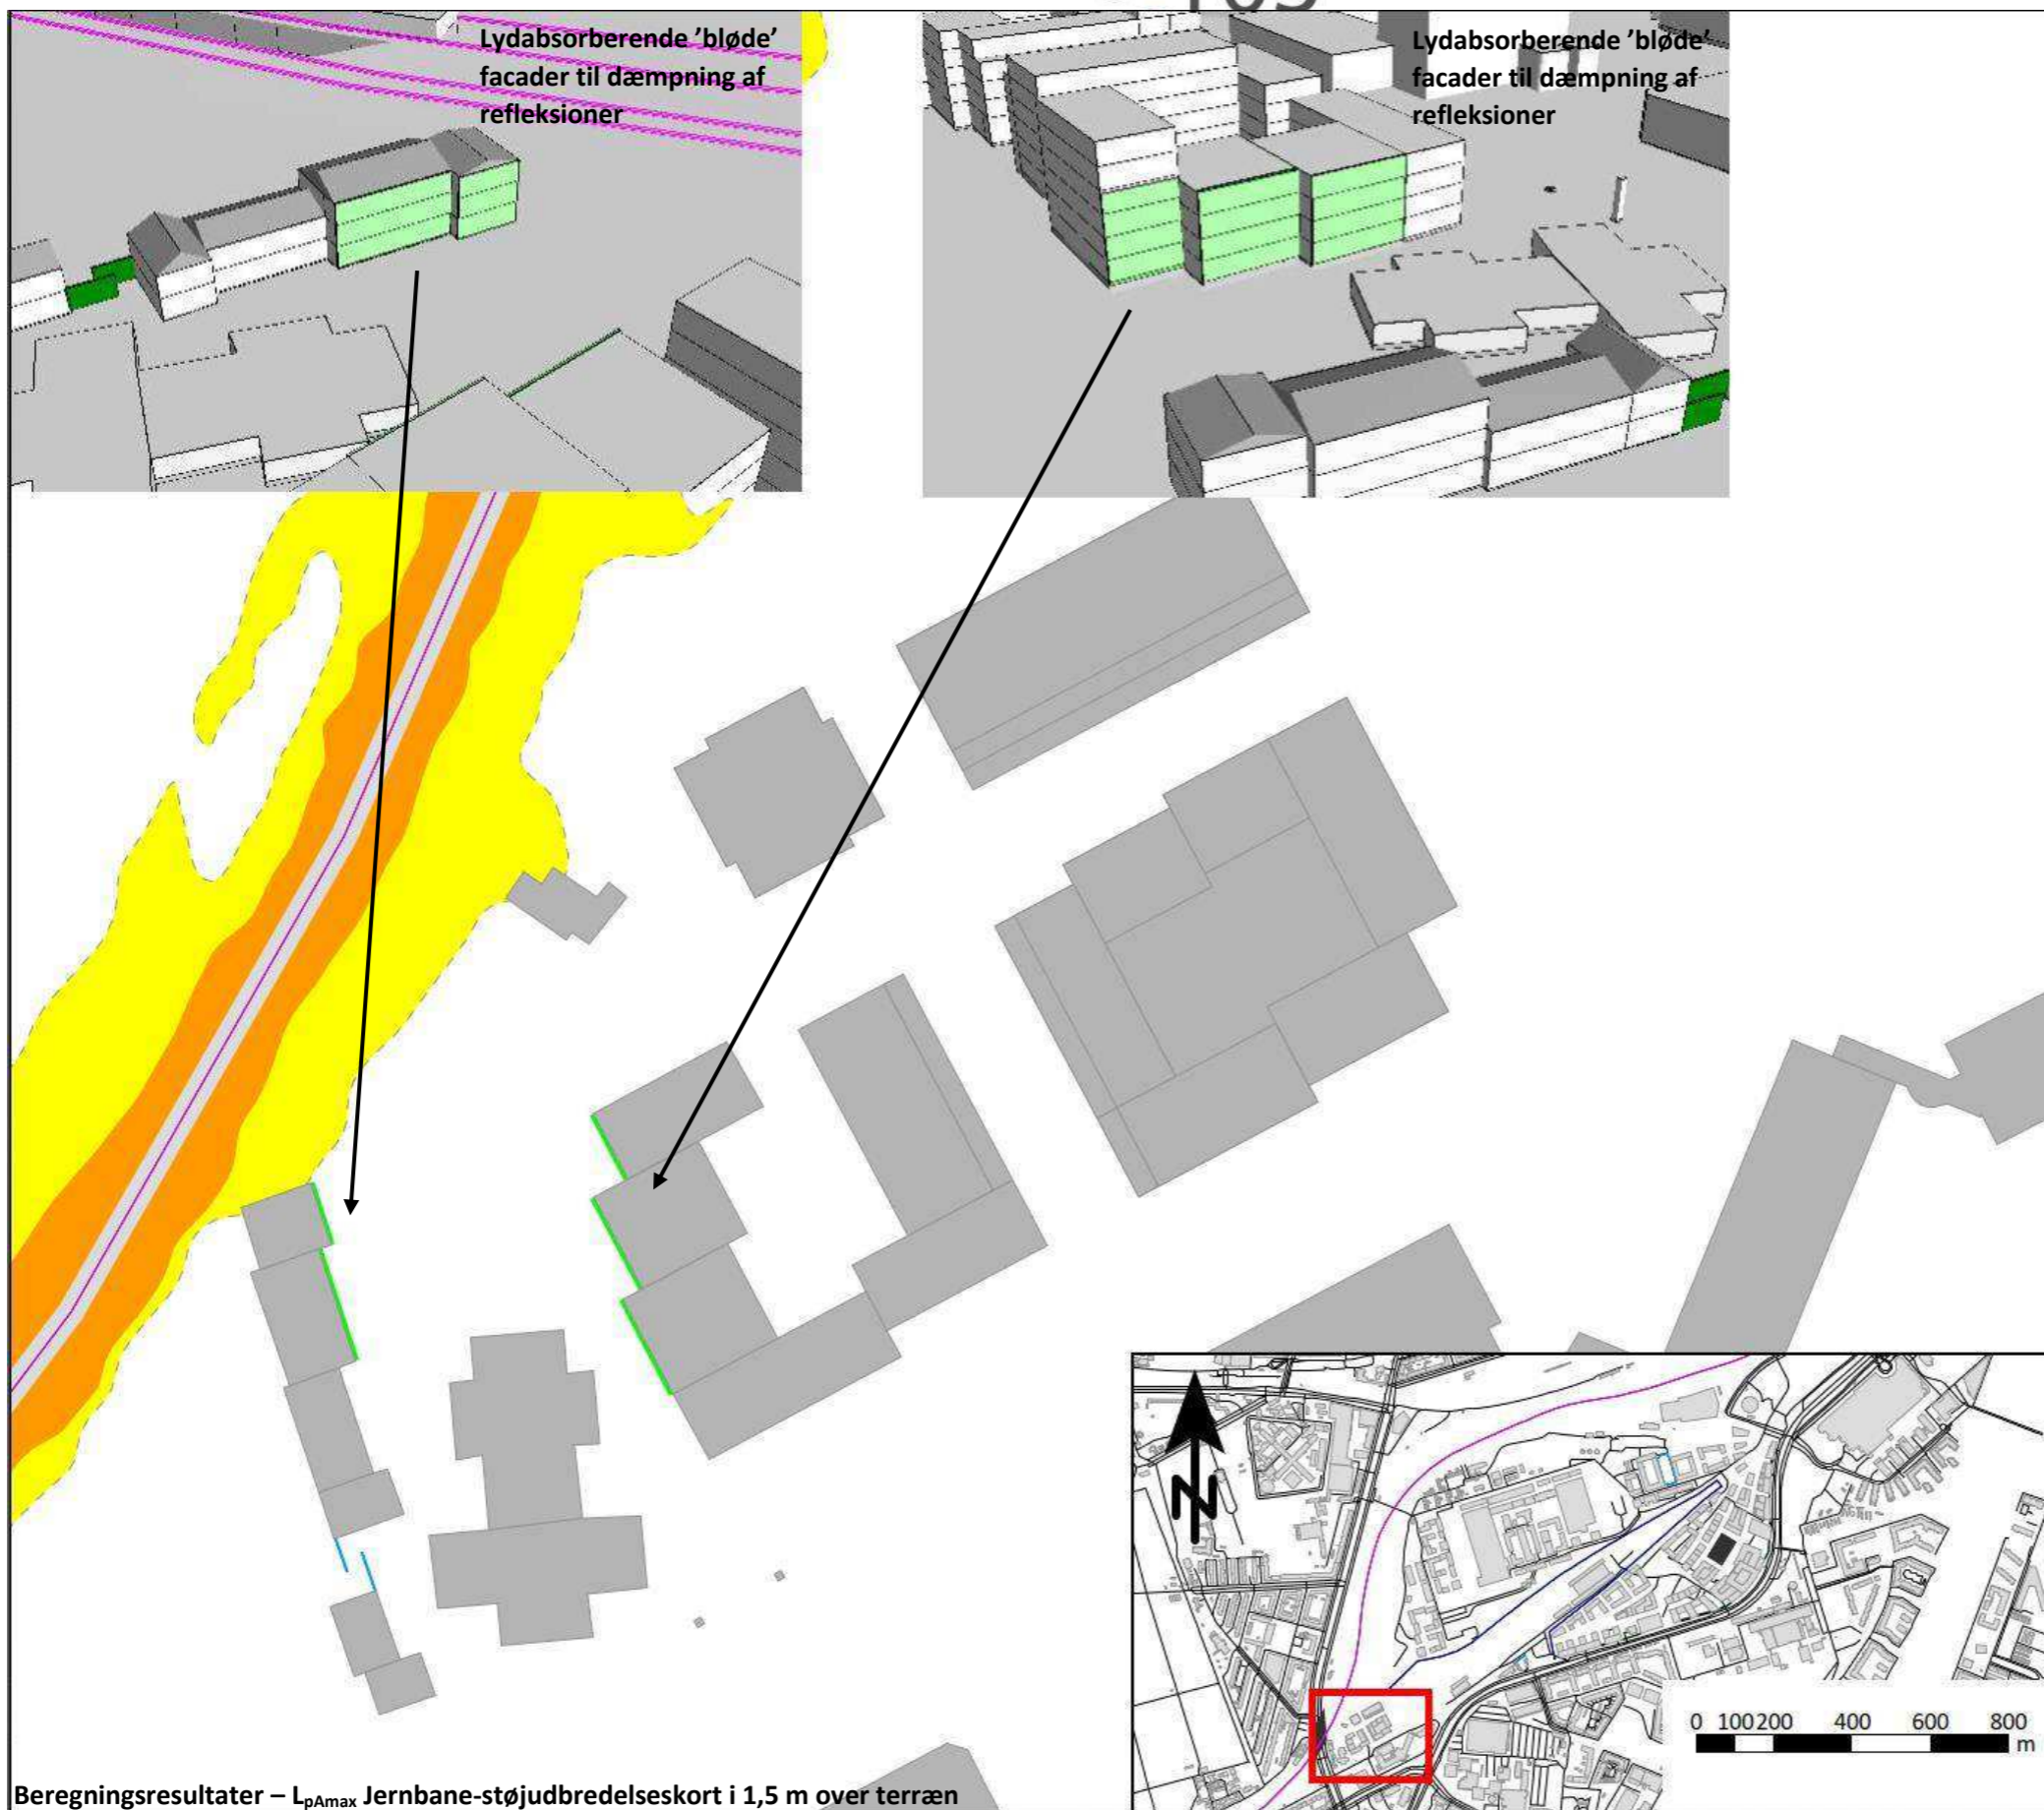 Lydabsorberende ’bløde’
facader til dæmpning af
refleksioner
Lydabsorberende ’bløde’
facader til dæmpning af
refleksioner
N
0 100 200 400 600 800
m
Beregningsresultater – LpAmax Jernbane-støjudbredelseskort i 1,5 m over terræn